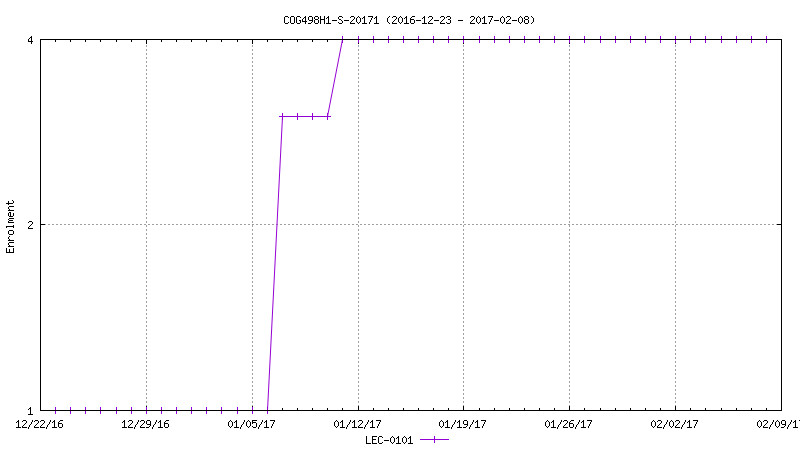 COG498H1-S-20171 (2016-12-23 - 2017-02-08)
4
Enrolment
2
1
12/22/16 12/29/16 01/05/17 01/12/17 01/19/17 01/26/17 02/02/17 02/09/1
LEC-0101